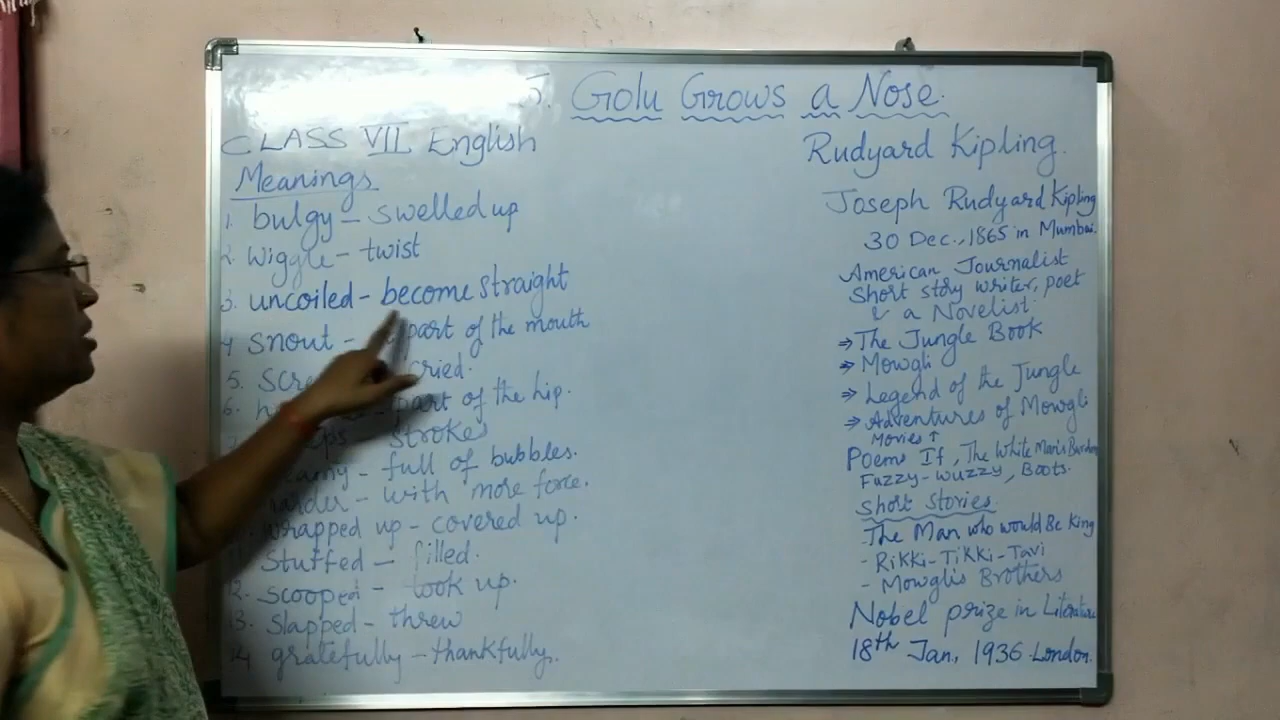 5. Golu Grows a Nose.
CLASS VII English
Meanings
1. bulgy - swelled up
2. Wiggle - twist
3. uncoiled - become straight
4 Snout - part of the mouth
5. cried.
6. part of the hip.
strokes
full of bubbles.
with more force.
wrapped up - covered up.
Stuffed - filled.
12. scooped - took up.
13. Slapped - threw
14 gratefully - thankfully.
Rudyard Kipling.
Joseph Rudyard Kipling
30 Dec., 1865 in Mumbai.
American Journalist
Short story writer, poet
& a Novelist.
⇒ The Jungle Book
⇒ Mowgli
⇒ Legend of the Jungle
⇒ Adventures of Mowgli
Movies ↑
Poems If, The White Man's Burden
Fuzzy-Wuzzy, Boots.
Short Stories
- The Man who would Be King
- Rikki-Tikki-Tavi
- Mowglis Brothers
Nobel prize in Literature
18th Jan, 1936 - London.